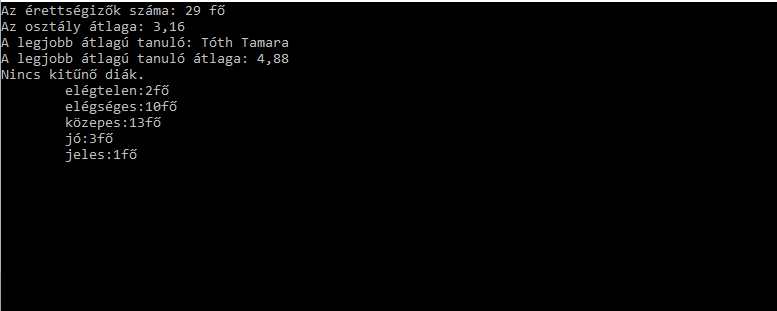 Az érettségizők száma: 29 fő
Az osztály átlaga: 3,16
A legjobb átlagú tanuló: Tóth Tamara
A legjobb átlagú tanuló átlaga: 4,88
Nincs kitűnő diák.
elégtelen:2fő
elégséges:10fő
közepes:13fő
jó:3fő
jeles:1fő